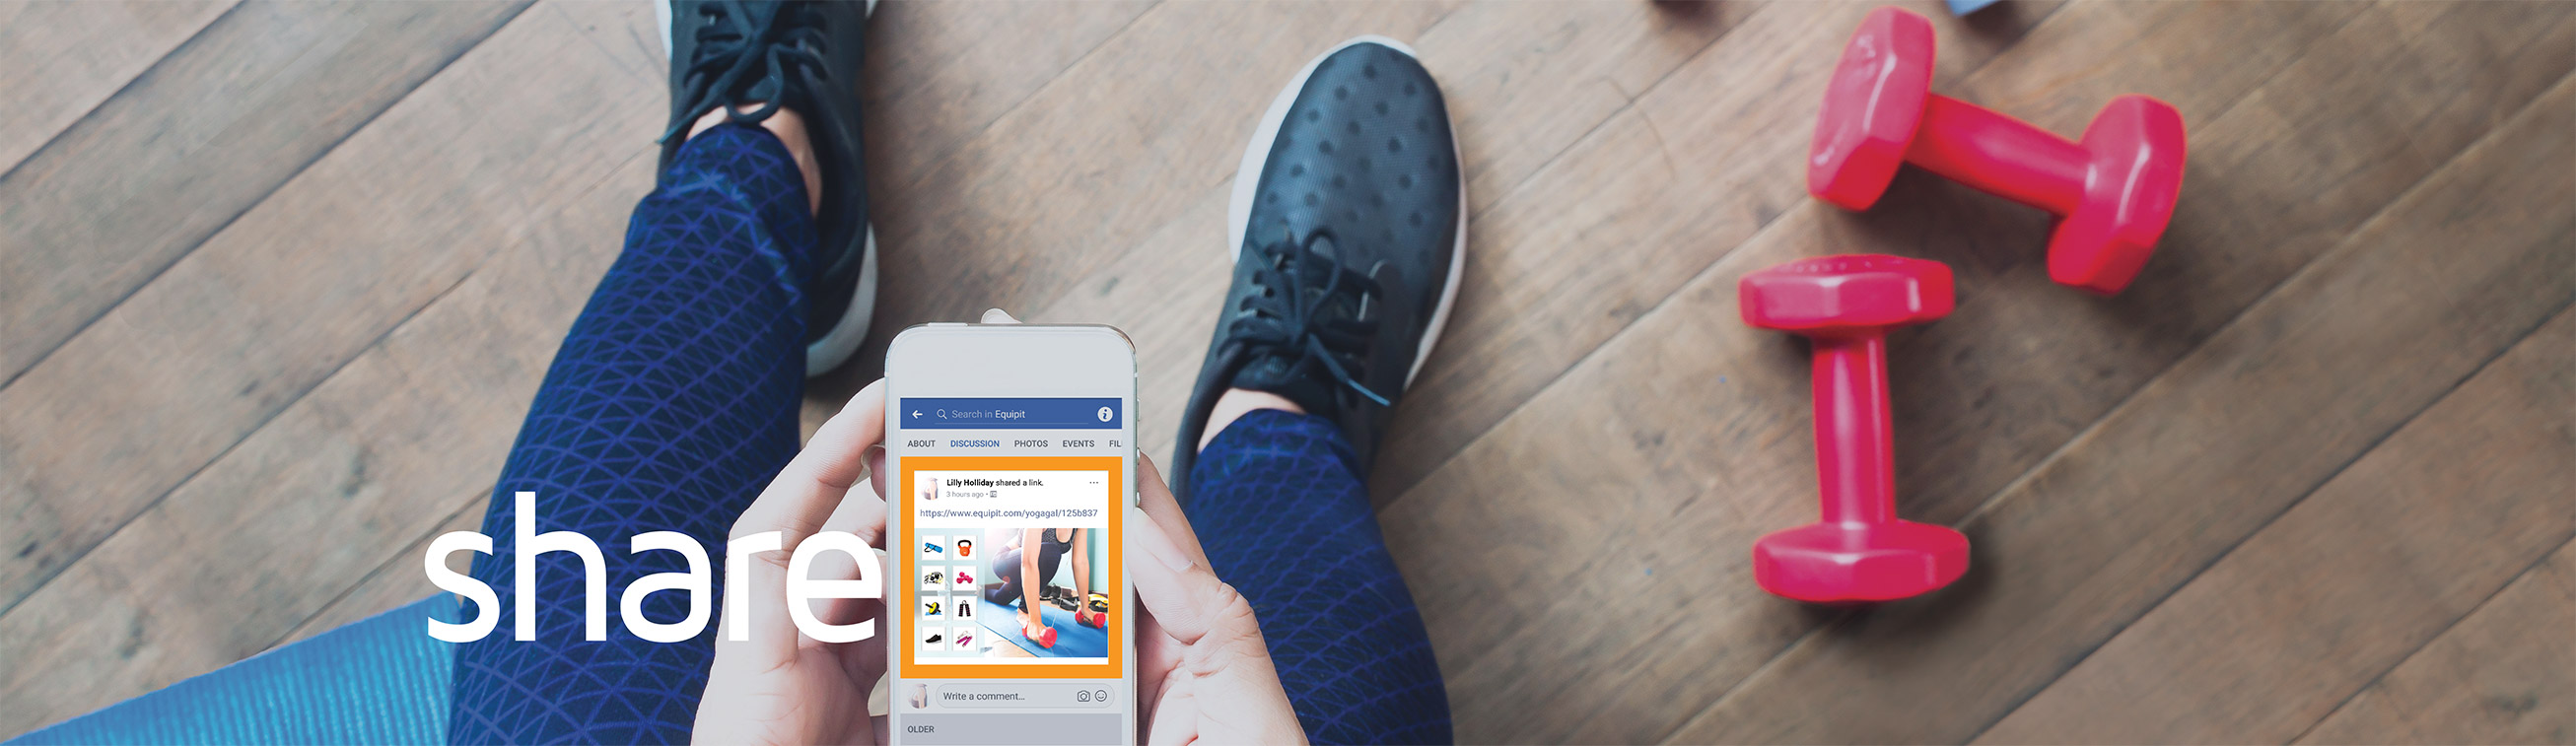 Search in Equipit
ABOUT DISCUSSION PHOTOS EVENTS FIL
Lilly Holliday shared a link.
3 hours ago
https://www.equipit.com/yogagal/125b837
share
Write a comment...
OLDER